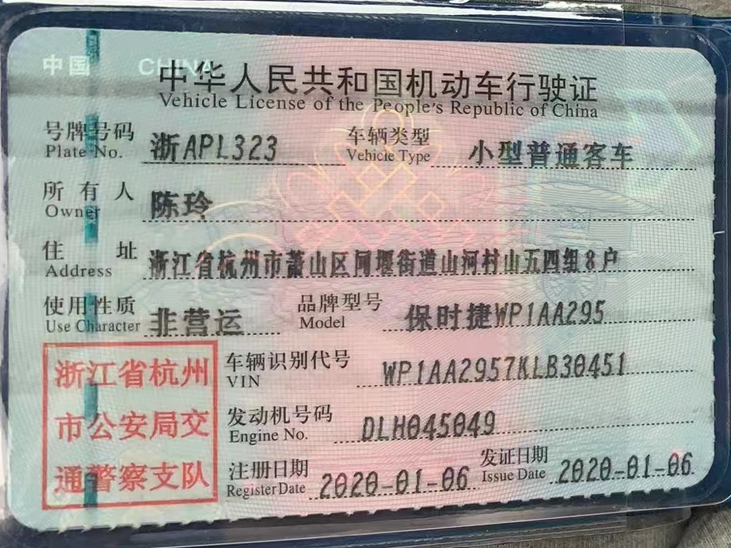 中国 CHINA
中华人民共和国机动车行驶证
Vehicle License of the People's Republic of China
号牌号码 浙APL323 车辆类型 小型普通客车
Plate No. Vehicle Type
所有人 陈玲
Owner
住址 浙江省杭州市萧山区闻堰街道山河村山五四组8户
Address
使用性质 非营运 品牌型号 保时捷WP1AA295
Use Character Model
浙江省杭州
市公安局交
通警察支队
车辆识别代号 WP1AA2957KLB30451
VIN
发动机号码 DLH045049
Engine No.
注册日期 2020-01-06 发证日期 2020-01-06
Register Date Issue Date